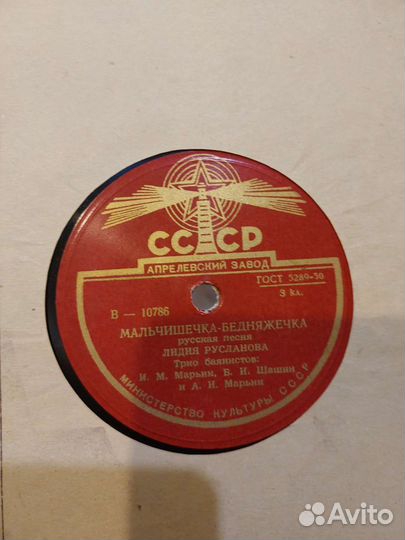 СССР
АПРЕЛЕВСКИЙ ЗАВОД
ГОСТ 5289-50
В — 10786
3 кл.
МАЛЬЧИШЕЧКА-БЕДНЯЖЕЧКА
русская песня
ЛИДИЯ РУСЛАНОВА
Трио баянистов:
И. М. Марьин, В. И. Шашин
и А. И. Марьин
МИНИСТЕРСТВО КУЛЬТУРЫ СССР
Avito